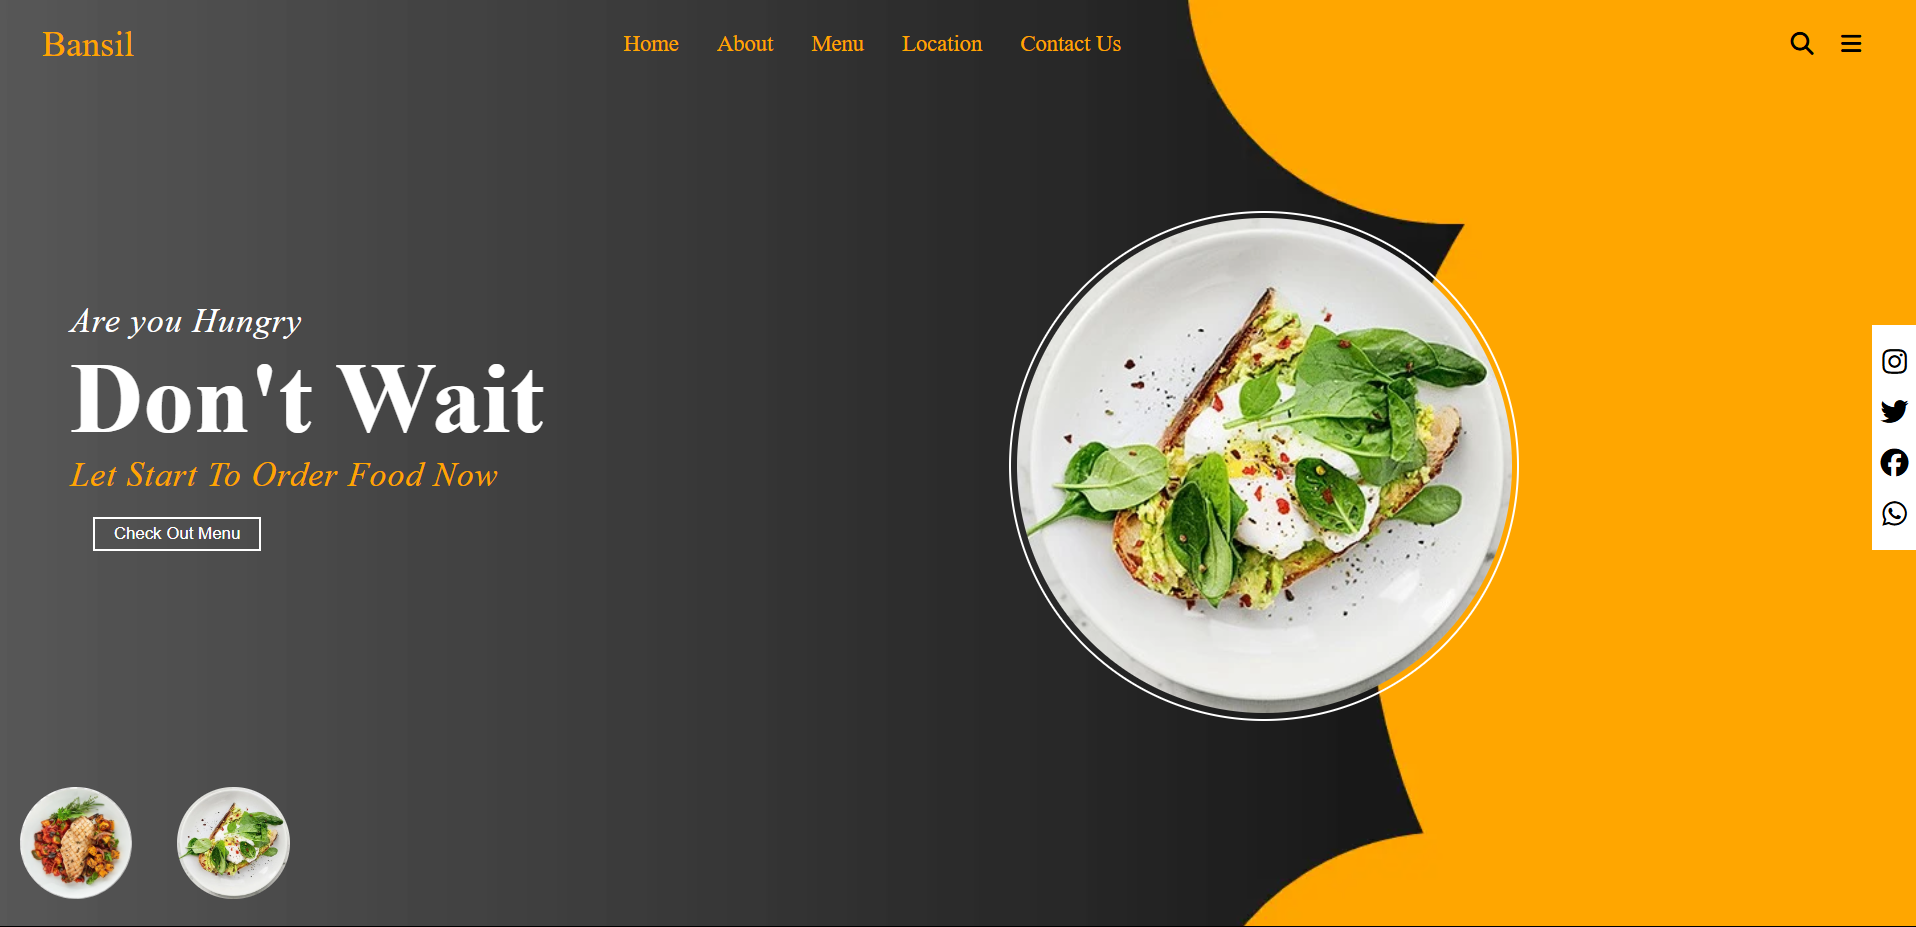 Bansil
Home About Menu Location Contact Us
Are you Hungry
Don't Wait
Let Start To Order Food Now
Check Out Menu